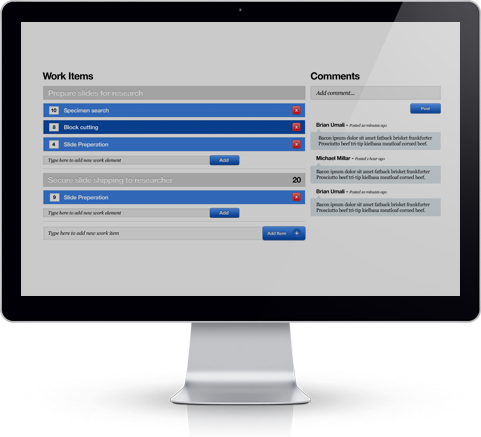 Work Items
Prepare slides for research
10 Specimen search
8 Block cutting
4 Slide Preperation
Type here to add new work element Add
Secure slide shipping to researcher 20
9 Slide Preperation
Type here to add new work element Add
Type here to add new work item Add Item +
Comments
Add comment...
Post
Brian Umali - Posted 20 minutes ago
Bacon ipsum dolor sit amet fatback brisket frankfurter
Prosciutto beef tri-tip kielbasa meatloaf corned beef.
Michael Millar - Posted 1 hour ago
Bacon ipsum dolor sit amet fatback brisket frankfurter
Prosciutto beef tri-tip kielbasa meatloaf corned beef.
Brian Umali - Posted 20 minutes ago
Bacon ipsum dolor sit amet fatback brisket frankfurter
Prosciutto beef tri-tip kielbasa meatloaf corned beef.